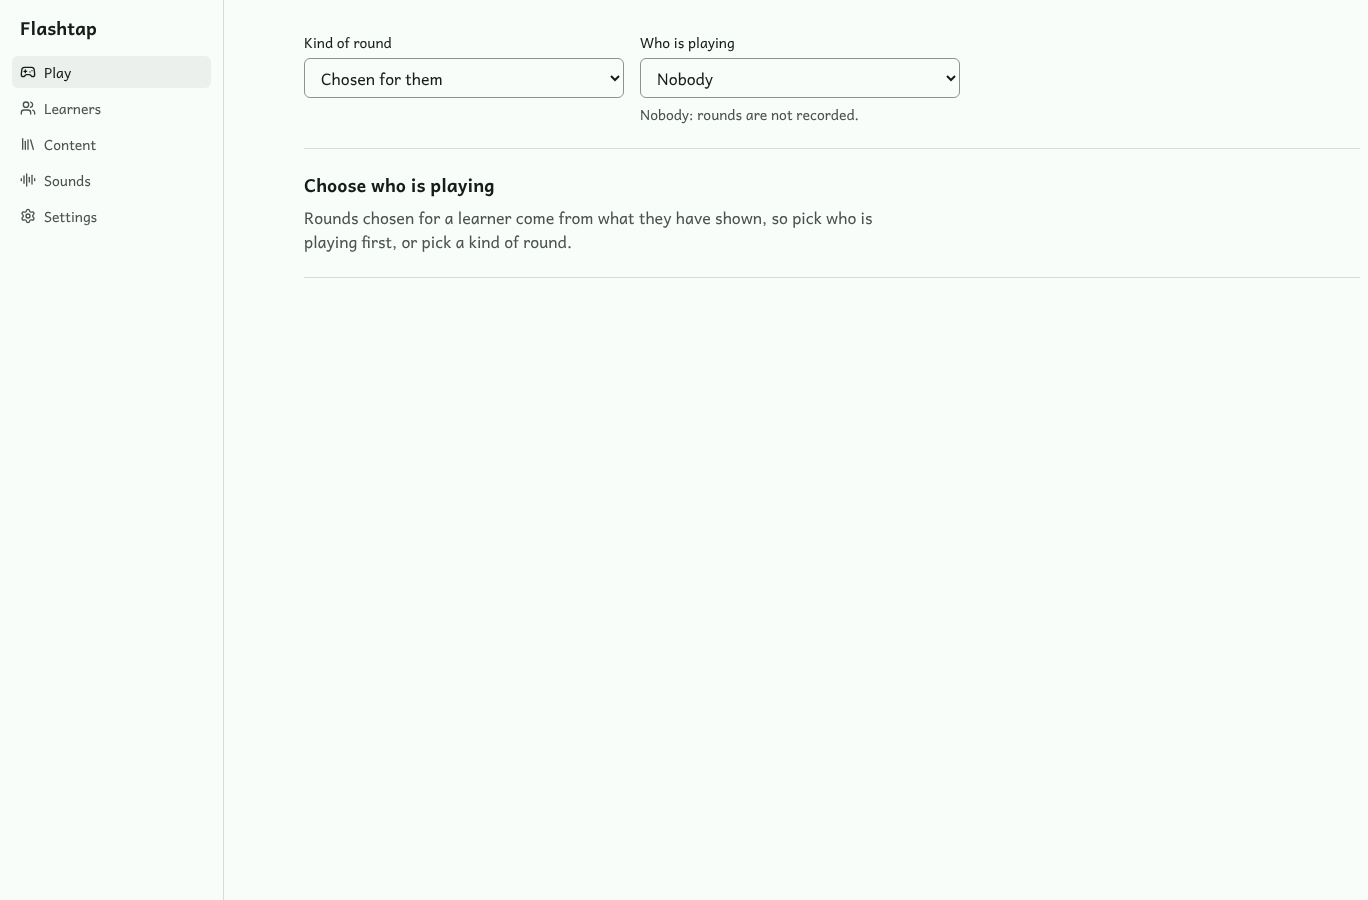 Flashtap
Play
Learners
Content
Sounds
Settings
Kind of round
Chosen for them
Who is playing
Nobody
Nobody: rounds are not recorded.
Choose who is playing
Rounds chosen for a learner come from what they have shown, so pick who is
playing first, or pick a kind of round.